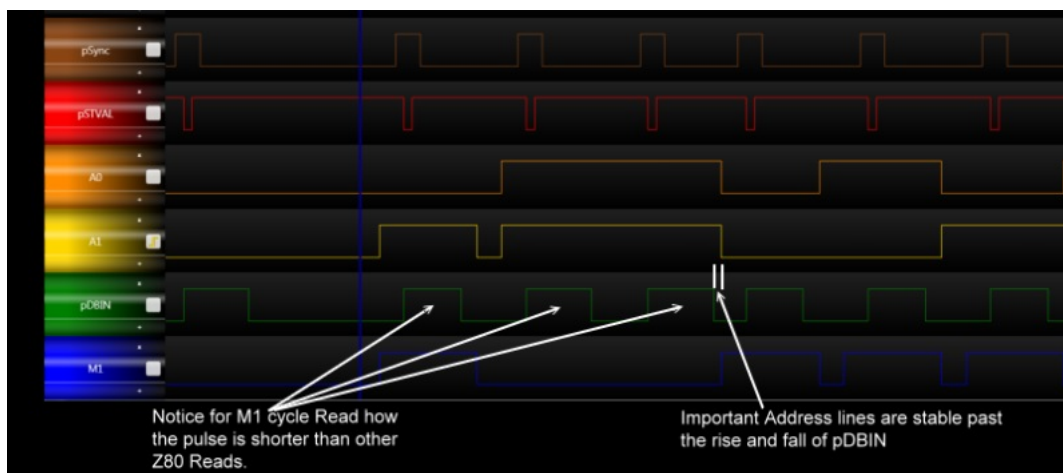 pSync
pSTVAL
A0
A1
pDBIN
M1
Notice for M1 cycle Read how
the pulse is shorter than other
Z80 Reads.
Important Address lines are stable past
the rise and fall of pDBIN